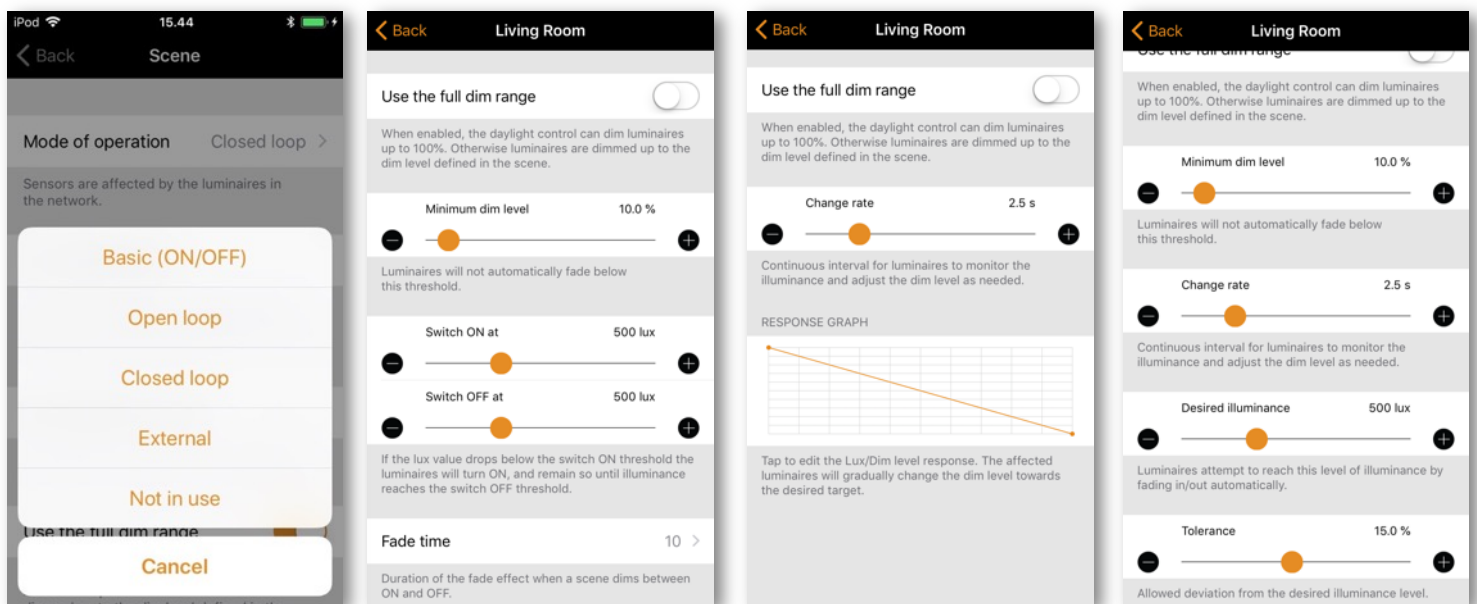 iPod 15.44
Back Scene
Mode of operation Closed loop
Sensors are affected by the luminaires in
the network.
Basic (ON/OFF)
Open loop
Closed loop
External
Not in use
Use the full dim range
Cancel
Back Living Room
Use the full dim range
When enabled, the daylight control can dim luminaires
up to 100%. Otherwise luminaires are dimmed up to the
dim level defined in the scene.
Minimum dim level 10.0 %
Luminaires will not automatically fade below
this threshold.
Switch ON at 500 lux
Switch OFF at 500 lux
If the lux value drops below the switch ON threshold the
luminaires will turn ON, and remain so until illuminance
reaches the switch OFF threshold.
Fade time 10
Duration of the fade effect when a scene dims between
ON and OFF.
Back Living Room
Use the full dim range
When enabled, the daylight control can dim luminaires
up to 100%. Otherwise luminaires are dimmed up to the
dim level defined in the scene.
Change rate 2.5 s
Continuous interval for luminaires to monitor the
illuminance and adjust the dim level as needed.
RESPONSE GRAPH
Tap to edit the Lux/Dim level response. The affected
luminaires will gradually change the dim level towards
the desired target.
Back Living Room
Use the full dim range
When enabled, the daylight control can dim luminaires
up to 100%. Otherwise luminaires are dimmed up to the
dim level defined in the scene.
Minimum dim level 10.0 %
Luminaires will not automatically fade below
this threshold.
Change rate 2.5 s
Continuous interval for luminaires to monitor the
illuminance and adjust the dim level as needed.
Desired illuminance 500 lux
Luminaires attempt to reach this level of illuminance by
fading in/out automatically.
Tolerance 15.0 %
Allowed deviation from the desired illuminance level.